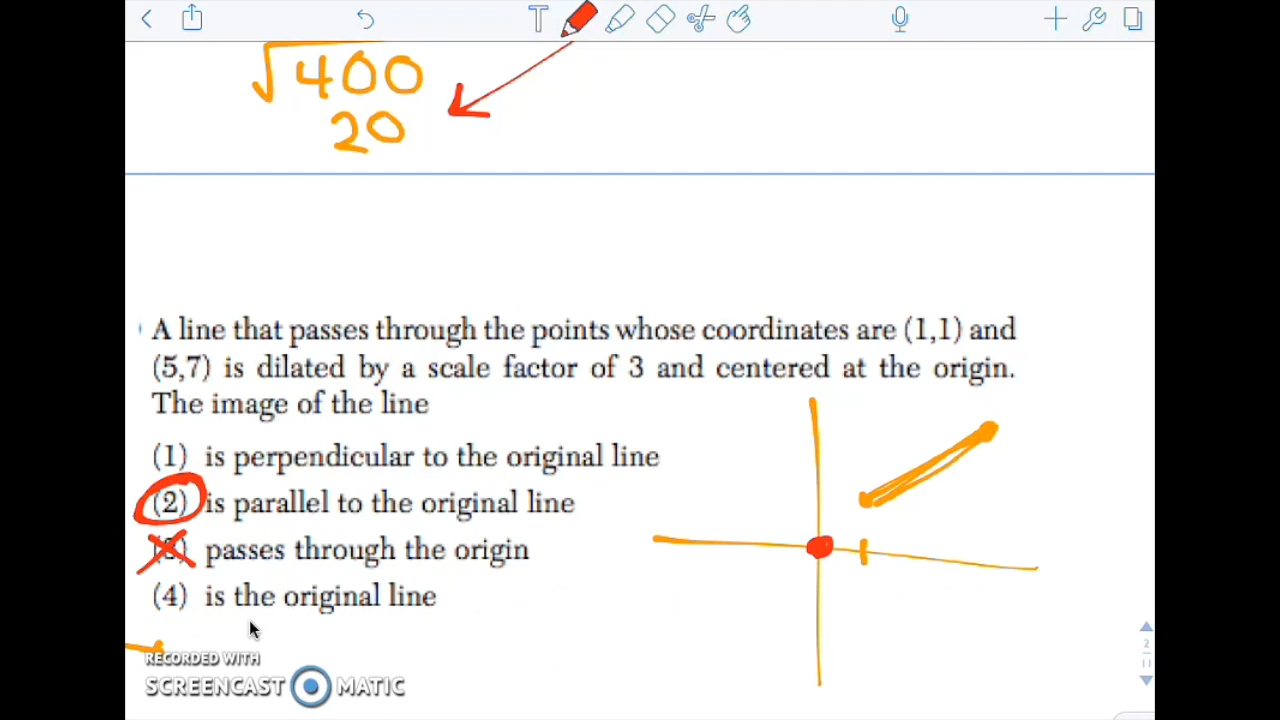 T
√400
20
A line that passes through the points whose coordinates are (1,1) and
(5,7) is dilated by a scale factor of 3 and centered at the origin.
The image of the line
(1) is perpendicular to the original line
(2) is parallel to the original line
(3) passes through the origin
(4) is the original line
RECORDED WITH
SCREENCAST MATIC
2
11